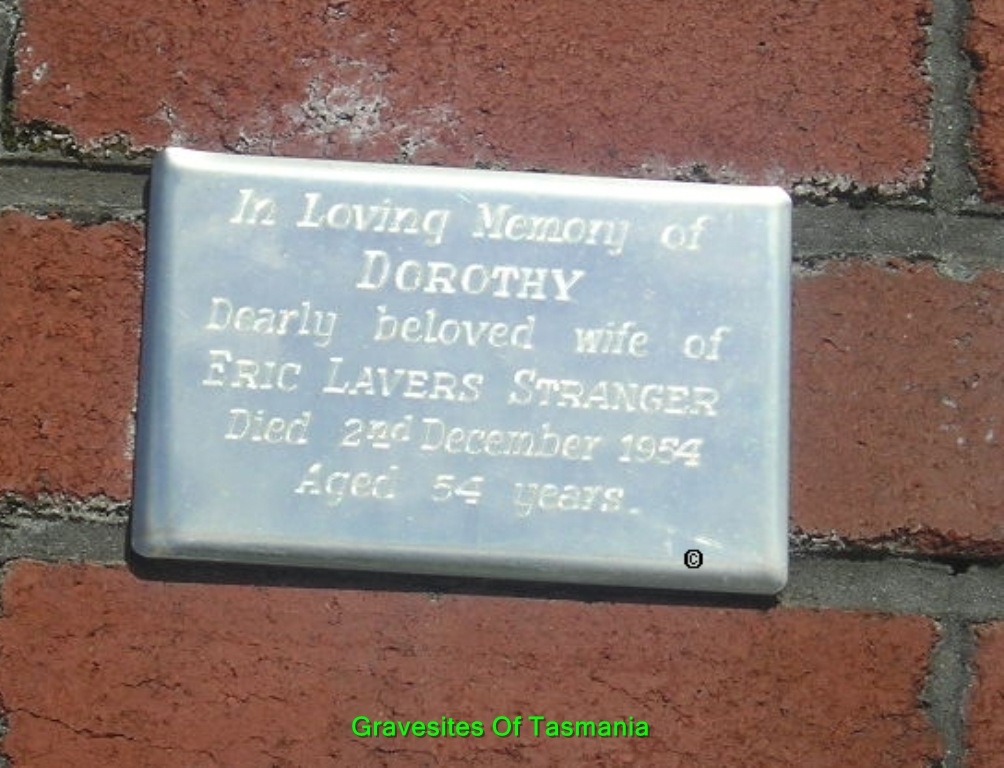 In Loving Memory of
DOROTHY
Dearly beloved wife of
ERIC LAVERS STRANGER
Died 2nd December 1954
Aged 54 years.
©
Gravesites Of Tasmania